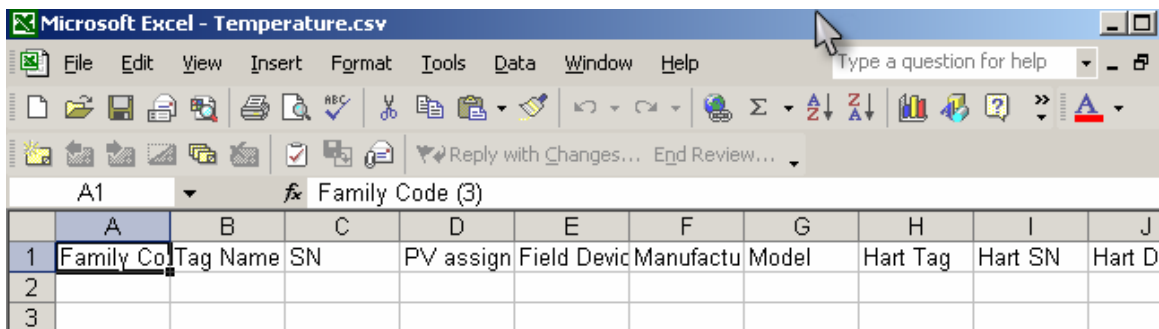 Microsoft Excel - Temperature.csv
File Edit View Insert Format Tools Data Window Help Type a question for help
ABC Σ A Z Z A ? » A
Reply with Changes... End Review...
A1 fx Family Code (3)
A B C D E F G H I J
1 Family Co Tag Name SN PV assign Field Devic Manufactu Model Hart Tag Hart SN Hart D
2
3